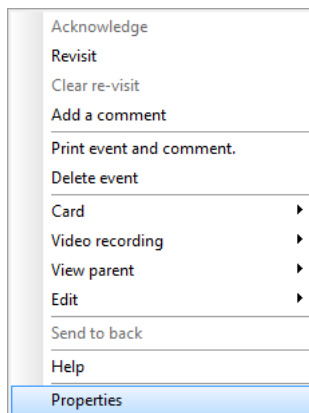 Acknowledge
Revisit
Clear re-visit
Add a comment
Print event and comment.
Delete event
Card
Video recording
View parent
Edit
Send to back
Help
Properties